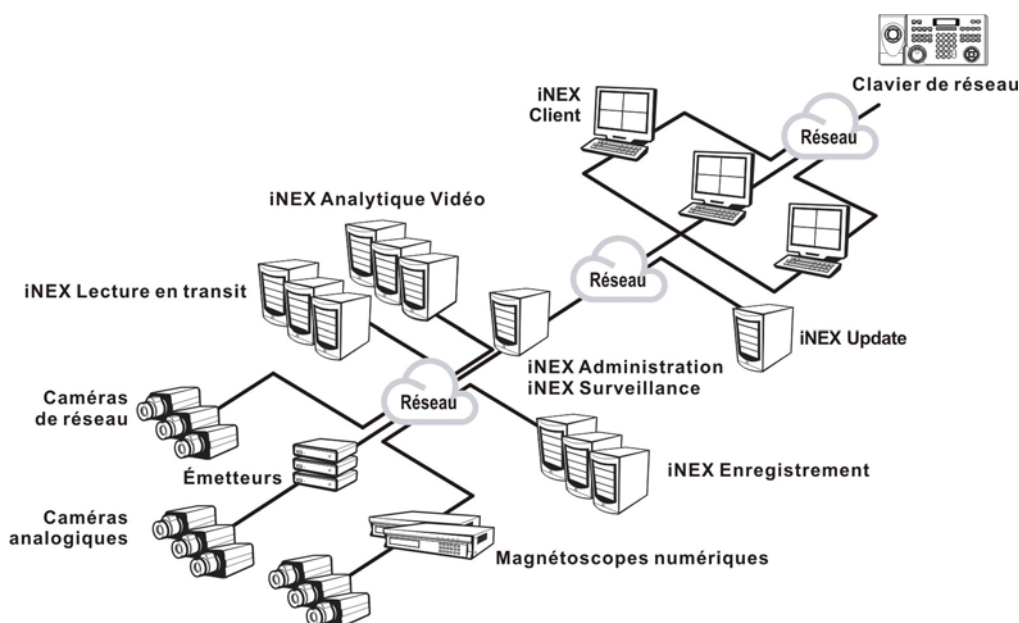 Clavier de réseau
iNEX
Client
Réseau
iNEX Analytique Vidéo
iNEX Lecture en transit
Réseau
iNEX Update
iNEX Administration
iNEX Surveillance
Caméras
de réseau
Réseau
Émetteurs
iNEX Enregistrement
Caméras
analogiques
Magnétoscopes numériques